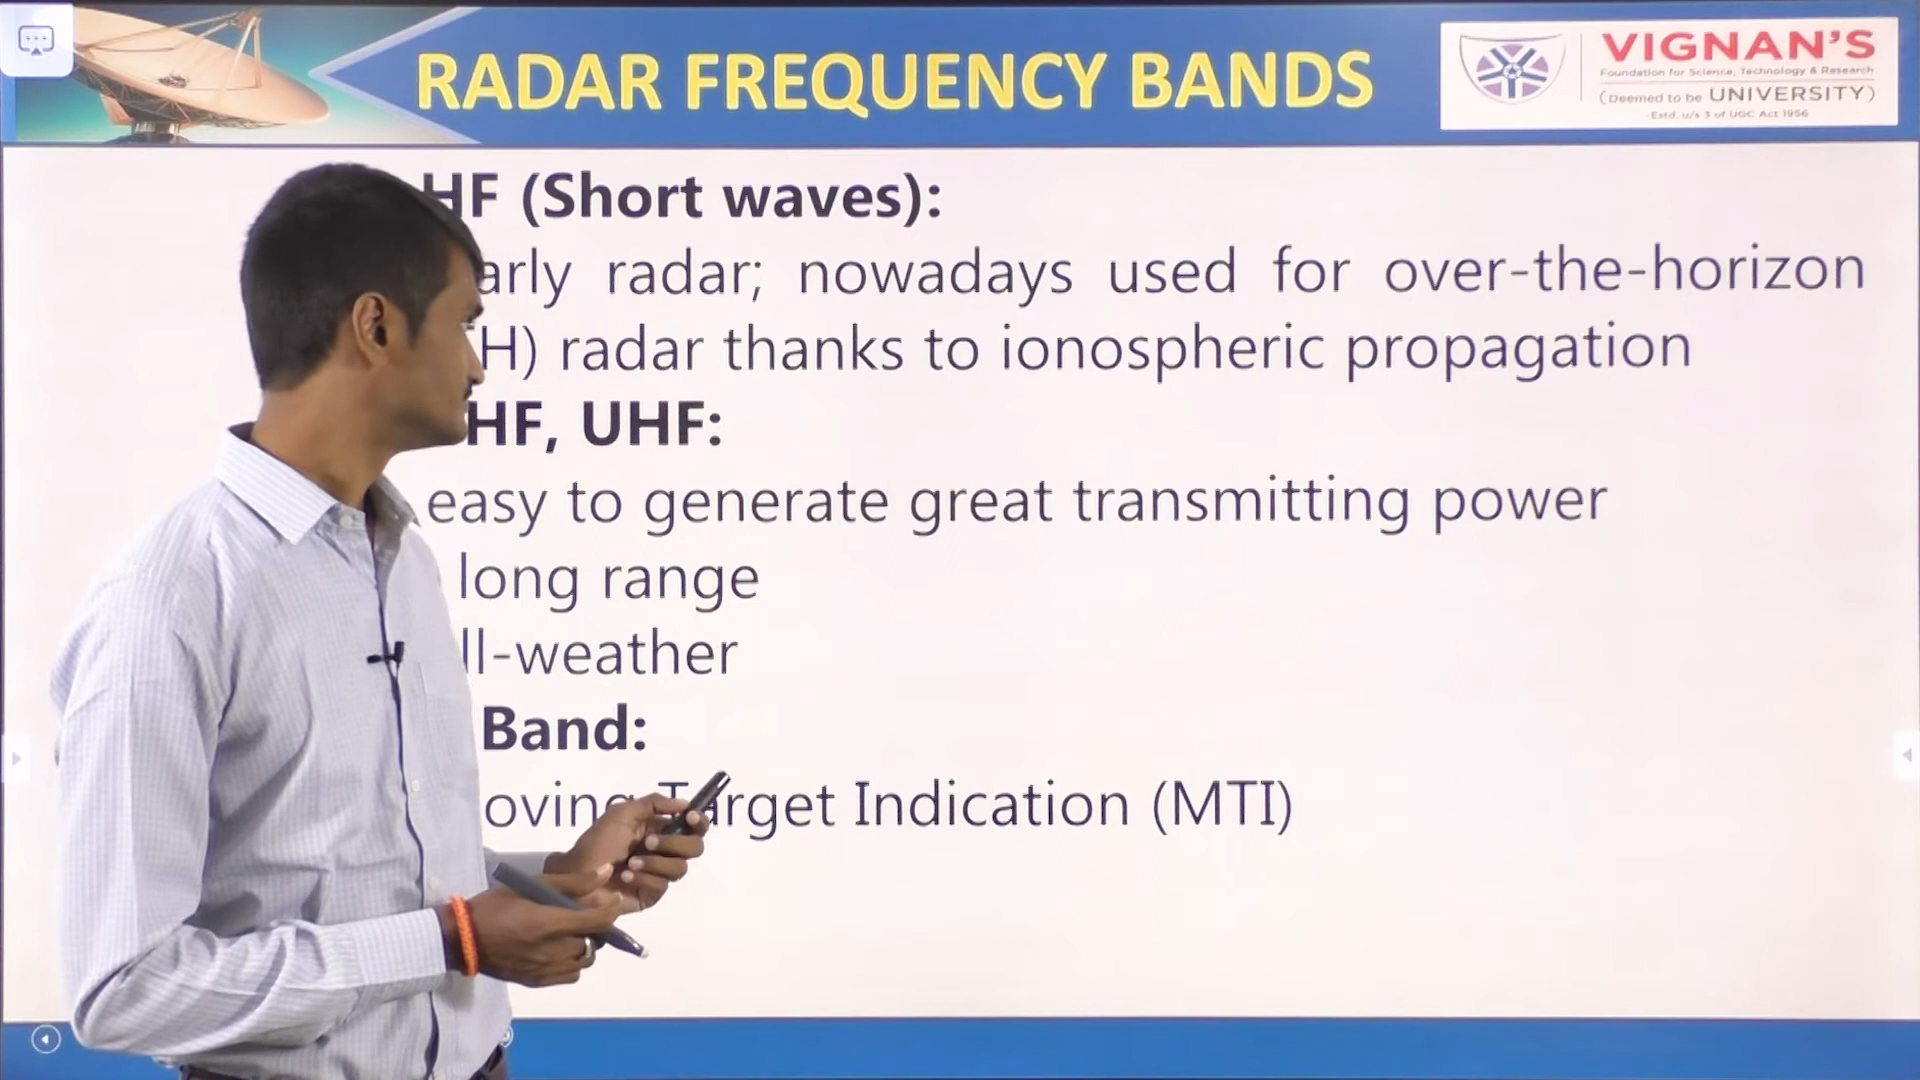 RADAR FREQUENCY BANDS
VIGNAN'S
Foundation for Science, Technology & Research
(Deemed to be UNIVERSITY)
-Estd. u/s 3 of UGC Act 1956
HF (Short waves):
arly radar; nowadays used for over-the-horizon
H) radar thanks to ionospheric propagation
HF, UHF:
easy to generate great transmitting power
long range
ll-weather
Band:
oving Target Indication (MTI)